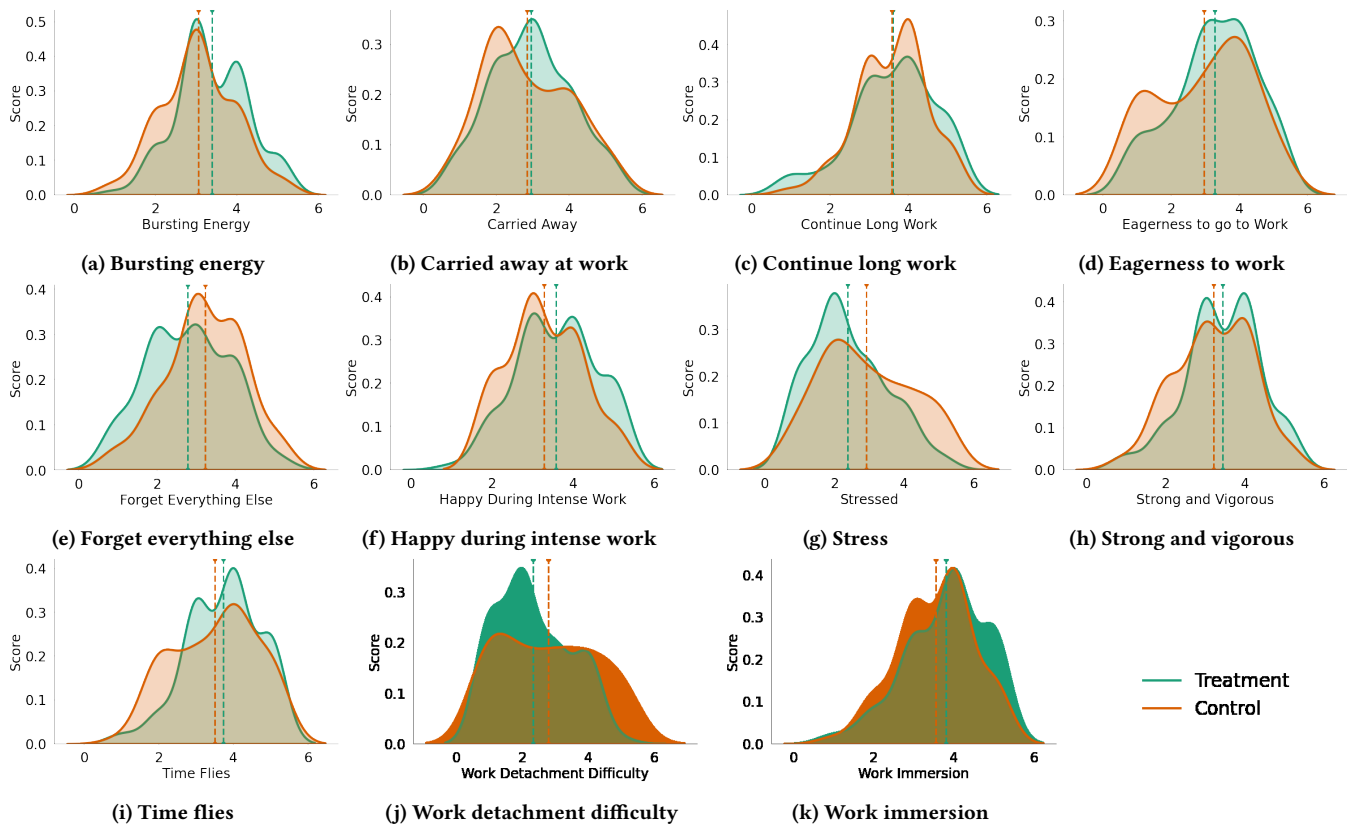 Score
0.5
0.4
0.3
0.2
0.1
0.0
0 2 4 6
Bursting Energy
(a) Bursting energy
Score
0.3
0.2
0.1
0.0
0 2 4 6
Carried Away
(b) Carried away at work
Score
0.4
0.3
0.2
0.1
0.0
0 2 4 6
Continue Long Work
(c) Continue long work
Score
0.3
0.2
0.1
0.0
0 2 4 6
Eagerness to go to Work
(d) Eagerness to work
Score
0.4
0.3
0.2
0.1
0.0
0 2 4 6
Forget Everything Else
(e) Forget everything else
Score
0.4
0.3
0.2
0.1
0.0
0 2 4 6
Happy During Intense Work
(f) Happy during intense work
Score
0.3
0.2
0.1
0.0
0 2 4 6
Stressed
(g) Stress
Score
0.4
0.3
0.2
0.1
0.0
0 2 4 6
Strong and Vigorous
(h) Strong and vigorous
Score
0.4
0.3
0.2
0.1
0.0
0 2 4 6
Time Flies
(i) Time flies
Score
0.3
0.2
0.1
0.0
0 2 4 6
Work Detachment Difficulty
(j) Work detachment difficulty
Score
0.4
0.3
0.2
0.1
0.0
0 2 4 6
Work Immersion
(k) Work immersion
Treatment
Control